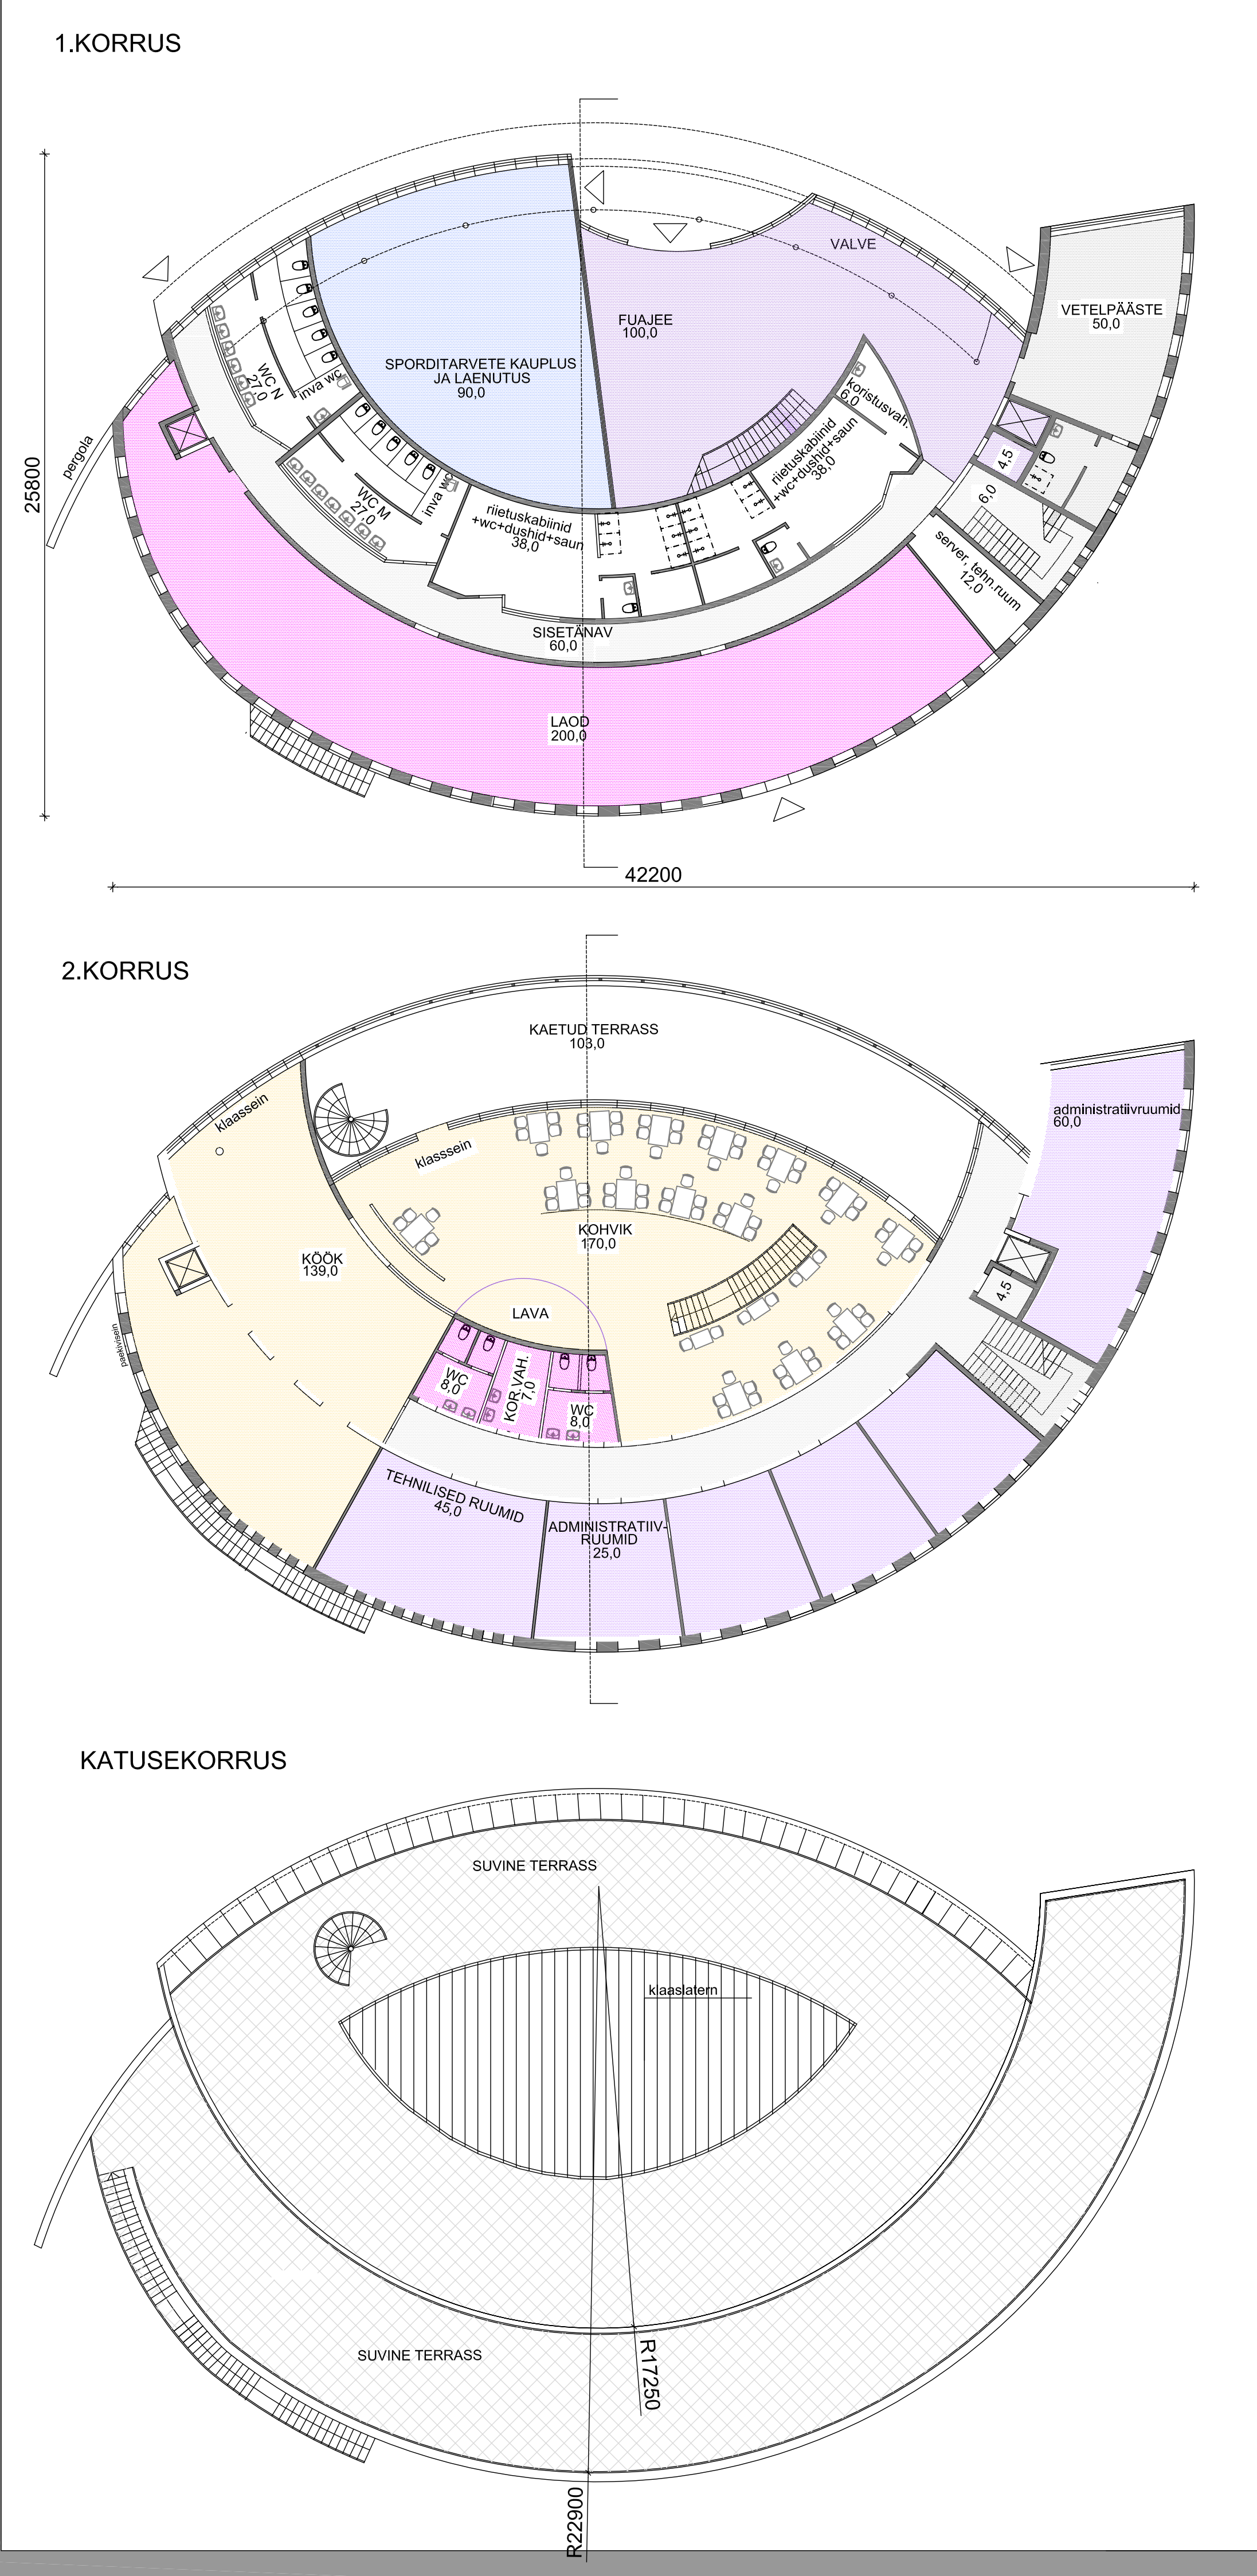 1.KORRUS
VALVE
VETELPÄÄSTE
50,0
FUAJEE
100,0
SPORDITARVETE KAUPLUS
JA LAENUTUS
90,0
WC N
27,0
inva wc
koristusvah.
6,0
riietuskabiinid
+wc+dushid+saun
38,0
pergola
25800
4,5
6,0
WC M
27,0
inva wc
riietuskabiinid
+wc+dushid+saun
38,0
server, tehn.ruum
12,0
SISETÄNAV
60,0
LAOD
200,0
42200
2.KORRUS
KAETUD TERRASS
103,0
klaassein
administratiivruumid
60,0
klasssein
KOHVIK
170,0
KÖÖK
139,0
4,5
LAVA
paekivisein
WC
8,0
KOR.VAH.
7,0
WC
8,0
TEHNILISED RUUMID
45,0
ADMINISTRATIIV-
RUUMID
25,0
KATUSEKORRUS
SUVINE TERRASS
klaaslatern
SUVINE TERRASS
R17250
R22900